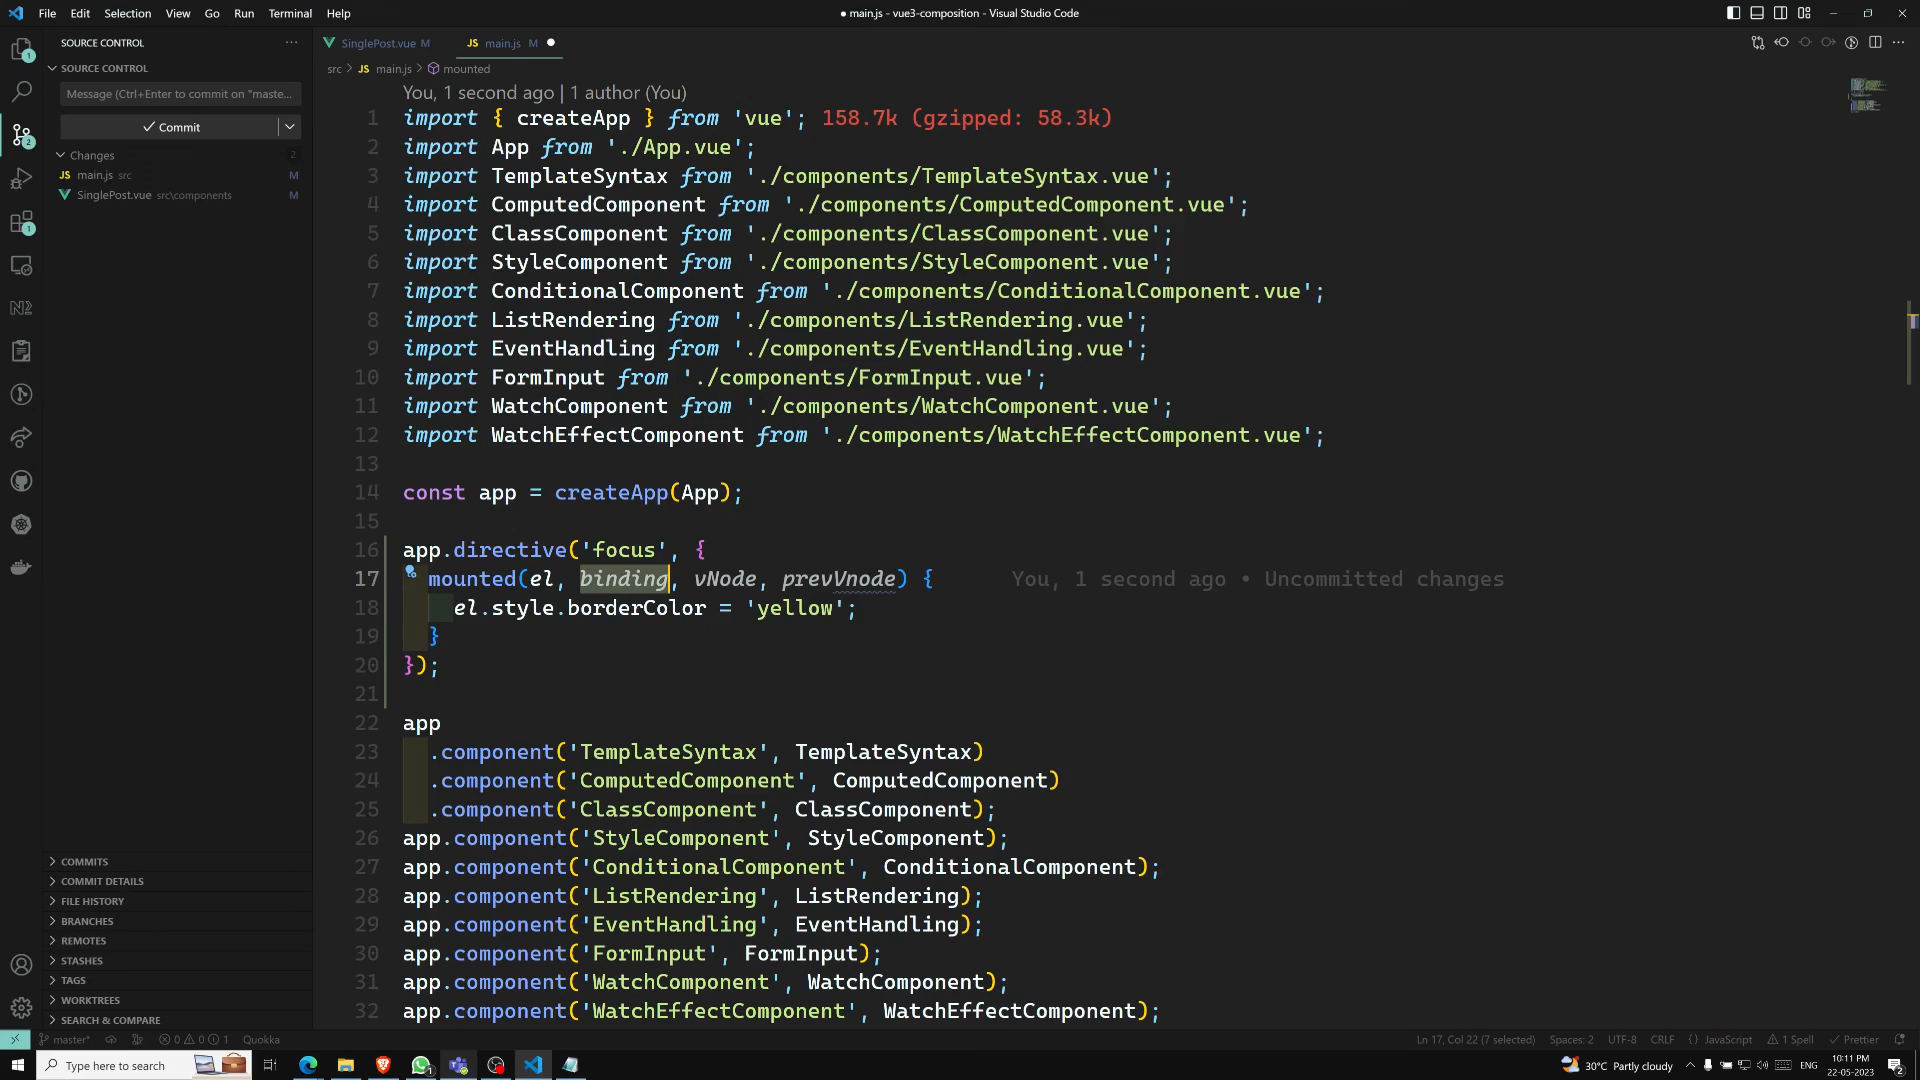 File Edit Selection View Go Run Terminal Help
● main.js - vue3-composition - Visual Studio Code
SOURCE CONTROL
SOURCE CONTROL
Message (Ctrl+Enter to commit on "maste...
Commit
Changes 2
JS main.js src M
SinglePost.vue src\components M
COMMITS
COMMIT DETAILS
FILE HISTORY
BRANCHES
REMOTES
STASHES
TAGS
WORKTREES
SEARCH & COMPARE
SinglePost.vue M JS main.js M
src > JS main.js > mounted
You, 1 second ago | 1 author (You)
1 import { createApp } from 'vue'; 158.7k (gzipped: 58.3k)
2 import App from './App.vue';
3 import TemplateSyntax from './components/TemplateSyntax.vue';
4 import ComputedComponent from './components/ComputedComponent.vue';
5 import ClassComponent from './components/ClassComponent.vue';
6 import StyleComponent from './components/StyleComponent.vue';
7 import ConditionalComponent from './components/ConditionalComponent.vue';
8 import ListRendering from './components/ListRendering.vue';
9 import EventHandling from './components/EventHandling.vue';
10 import FormInput from './components/FormInput.vue';
11 import WatchComponent from './components/WatchComponent.vue';
12 import WatchEffectComponent from './components/WatchEffectComponent.vue';
13
14 const app = createApp(App);
15
16 app.directive('focus', {
17 mounted(el, binding, vNode, prevVnode) { You, 1 second ago • Uncommitted changes
18 el.style.borderColor = 'yellow';
19 }
20 });
21
22 app
23 .component('TemplateSyntax', TemplateSyntax)
24 .component('ComputedComponent', ComputedComponent)
25 .component('ClassComponent', ClassComponent);
26 app.component('StyleComponent', StyleComponent);
27 app.component('ConditionalComponent', ConditionalComponent);
28 app.component('ListRendering', ListRendering);
29 app.component('EventHandling', EventHandling);
30 app.component('FormInput', FormInput);
31 app.component('WatchComponent', WatchComponent);
32 app.component('WatchEffectComponent', WatchEffectComponent);
master* 0 0 1 Quokka
Ln 17, Col 22 (7 selected) Spaces: 2 UTF-8 CRLF {} JavaScript 1 Spell Prettier
Type here to search
30°C Partly cloudy ENG 10:11 PM
22-05-2023 2